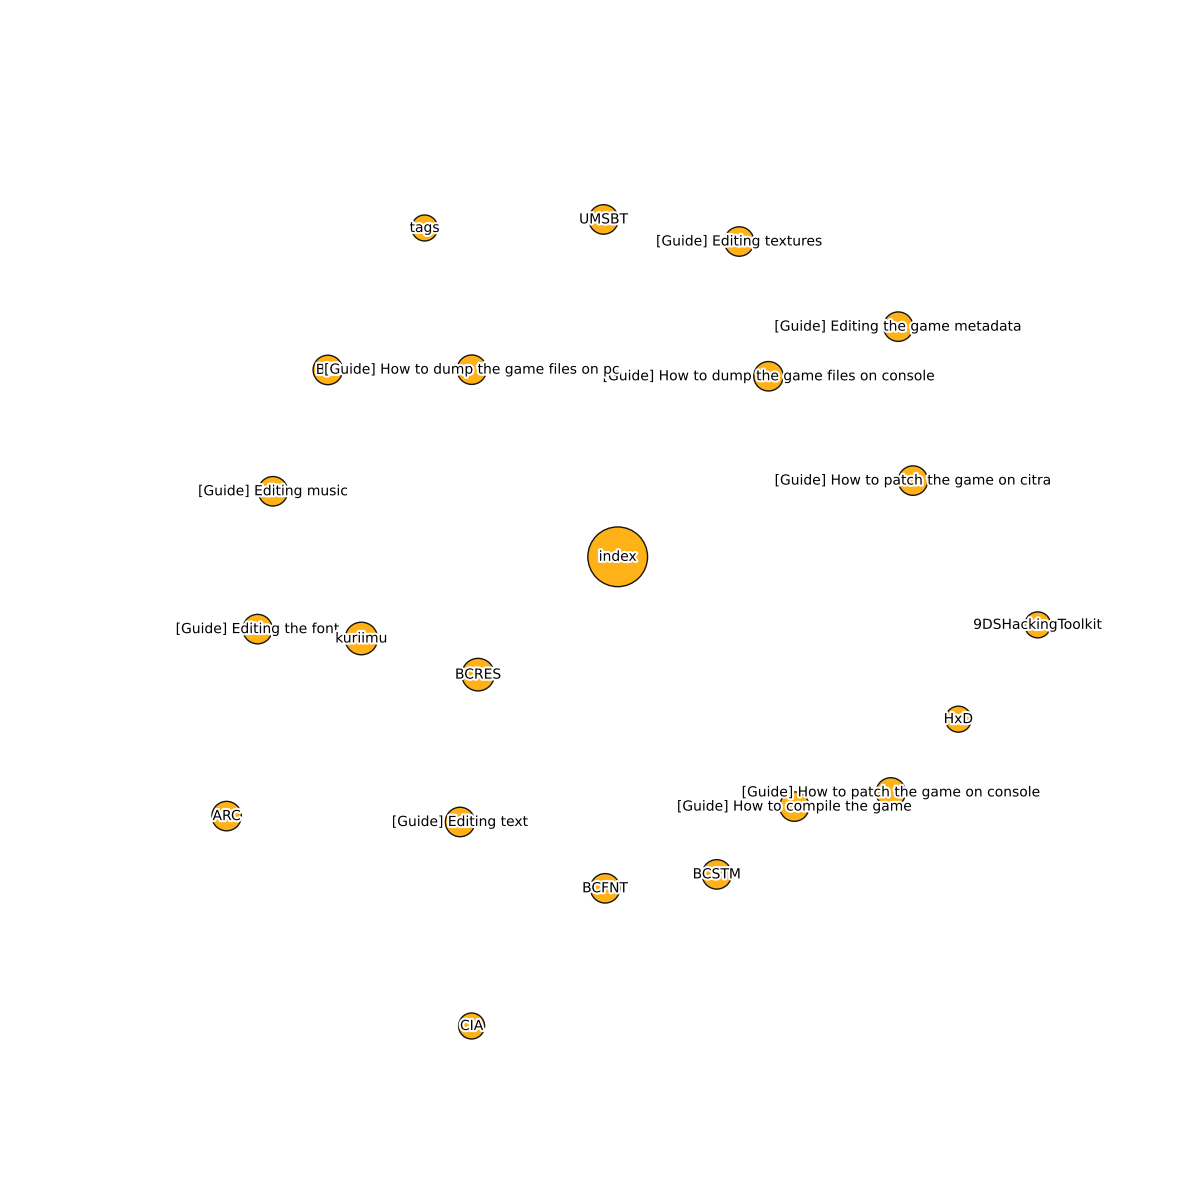 UMSBT
tags
[Guide] Editing textures
[Guide] Editing the game metadata
[Guide] How to dump the game files on pc
[Guide] How to dump the game files on console
[Guide] How to patch the game on citra
[Guide] Editing music
index
9DSHackingToolkit
[Guide] Editing the font
kuriimu
BCRES
HxD
[Guide] How to patch the game on console
[Guide] How to compile the game
ARC
[Guide] Editing text
BCSTM
BCFNT
CIA